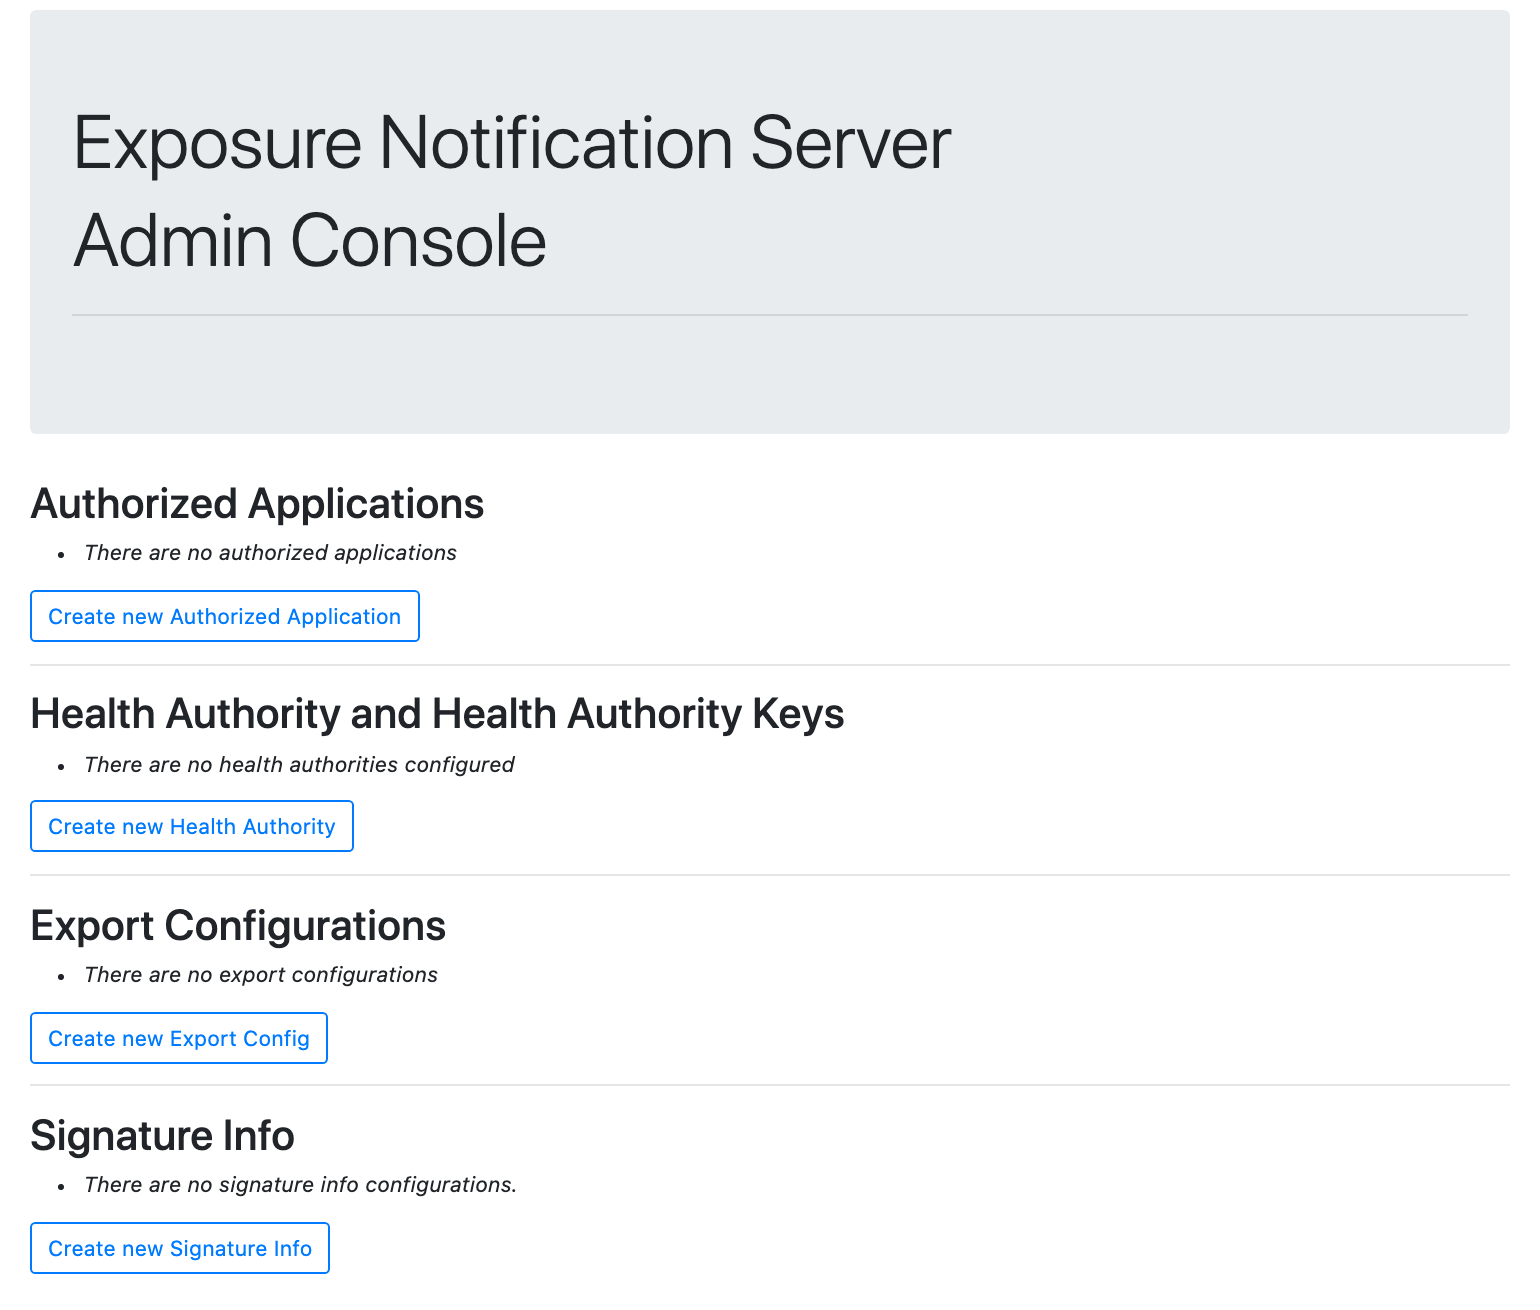 Exposure Notification Server
Admin Console
Authorized Applications
There are no authorized applications
Create new Authorized Application
Health Authority and Health Authority Keys
There are no health authorities configured
Create new Health Authority
Export Configurations
There are no export configurations
Create new Export Config
Signature Info
There are no signature info configurations.
Create new Signature Info